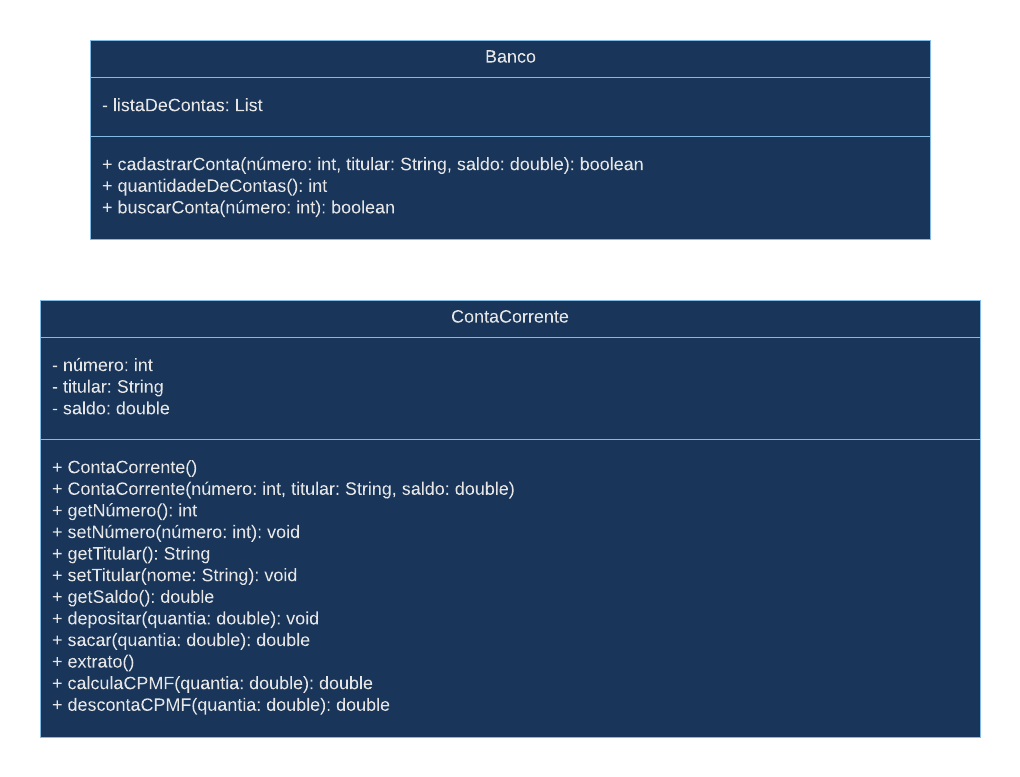 Banco
- listaDeContas: List
+ cadastrarConta(número: int, titular: String, saldo: double): boolean
+ quantidadeDeContas(): int
+ buscarConta(número: int): boolean
ContaCorrente
- número: int
- titular: String
- saldo: double
+ ContaCorrente()
+ ContaCorrente(número: int, titular: String, saldo: double)
+ getNúmero(): int
+ setNúmero(número: int): void
+ getTitular(): String
+ setTitular(nome: String): void
+ getSaldo(): double
+ depositar(quantia: double): void
+ sacar(quantia: double): double
+ extrato()
+ calculaCPMF(quantia: double): double
+ descontaCPMF(quantia: double): double